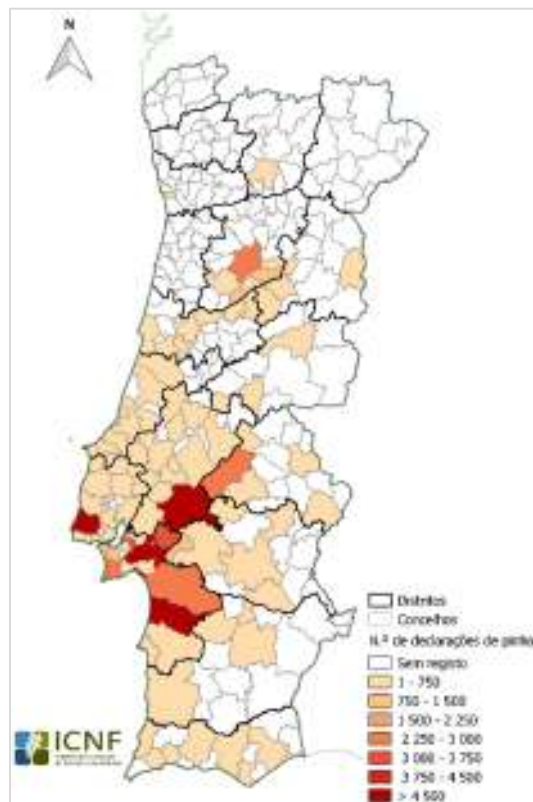 N
Distritos
Concelhos
N.º de declarações de pinha
Sem registo
1 - 750
750 - 1 500
1 500 - 2 250
2 250 - 3 000
3 000 - 3 750
3 750 - 4 500
> 4 500
ICNF